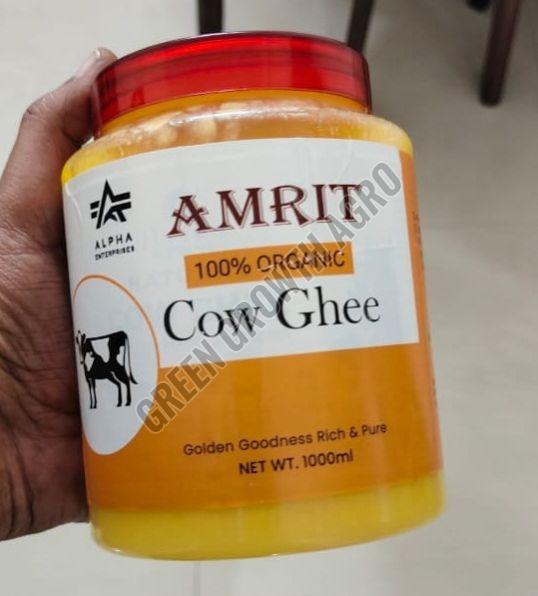 ALPHA
ENTERPRISES
AMRIT
100% ORGANIC
Cow Ghee
Golden Goodness Rich & Pure
NET WT. 1000ml
GREEN GROWTH AGRO